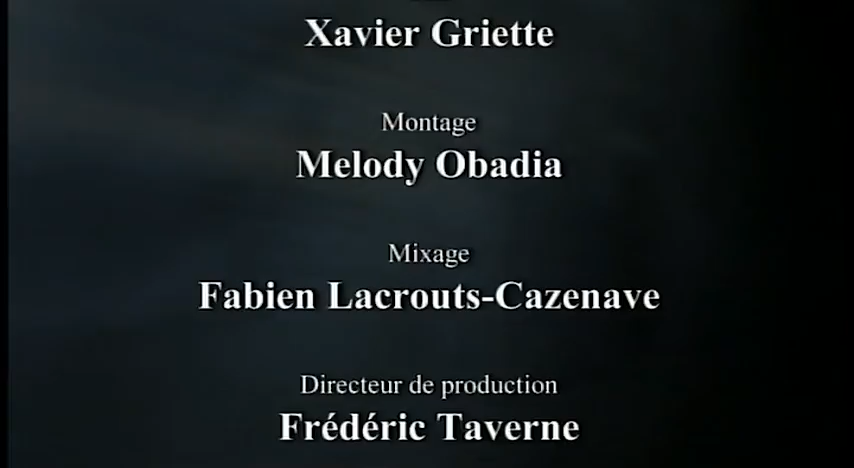 Xavier Griette
Montage
Melody Obadia
Mixage
Fabien Lacrouts-Cazenave
Directeur de production
Frédéric Taverne